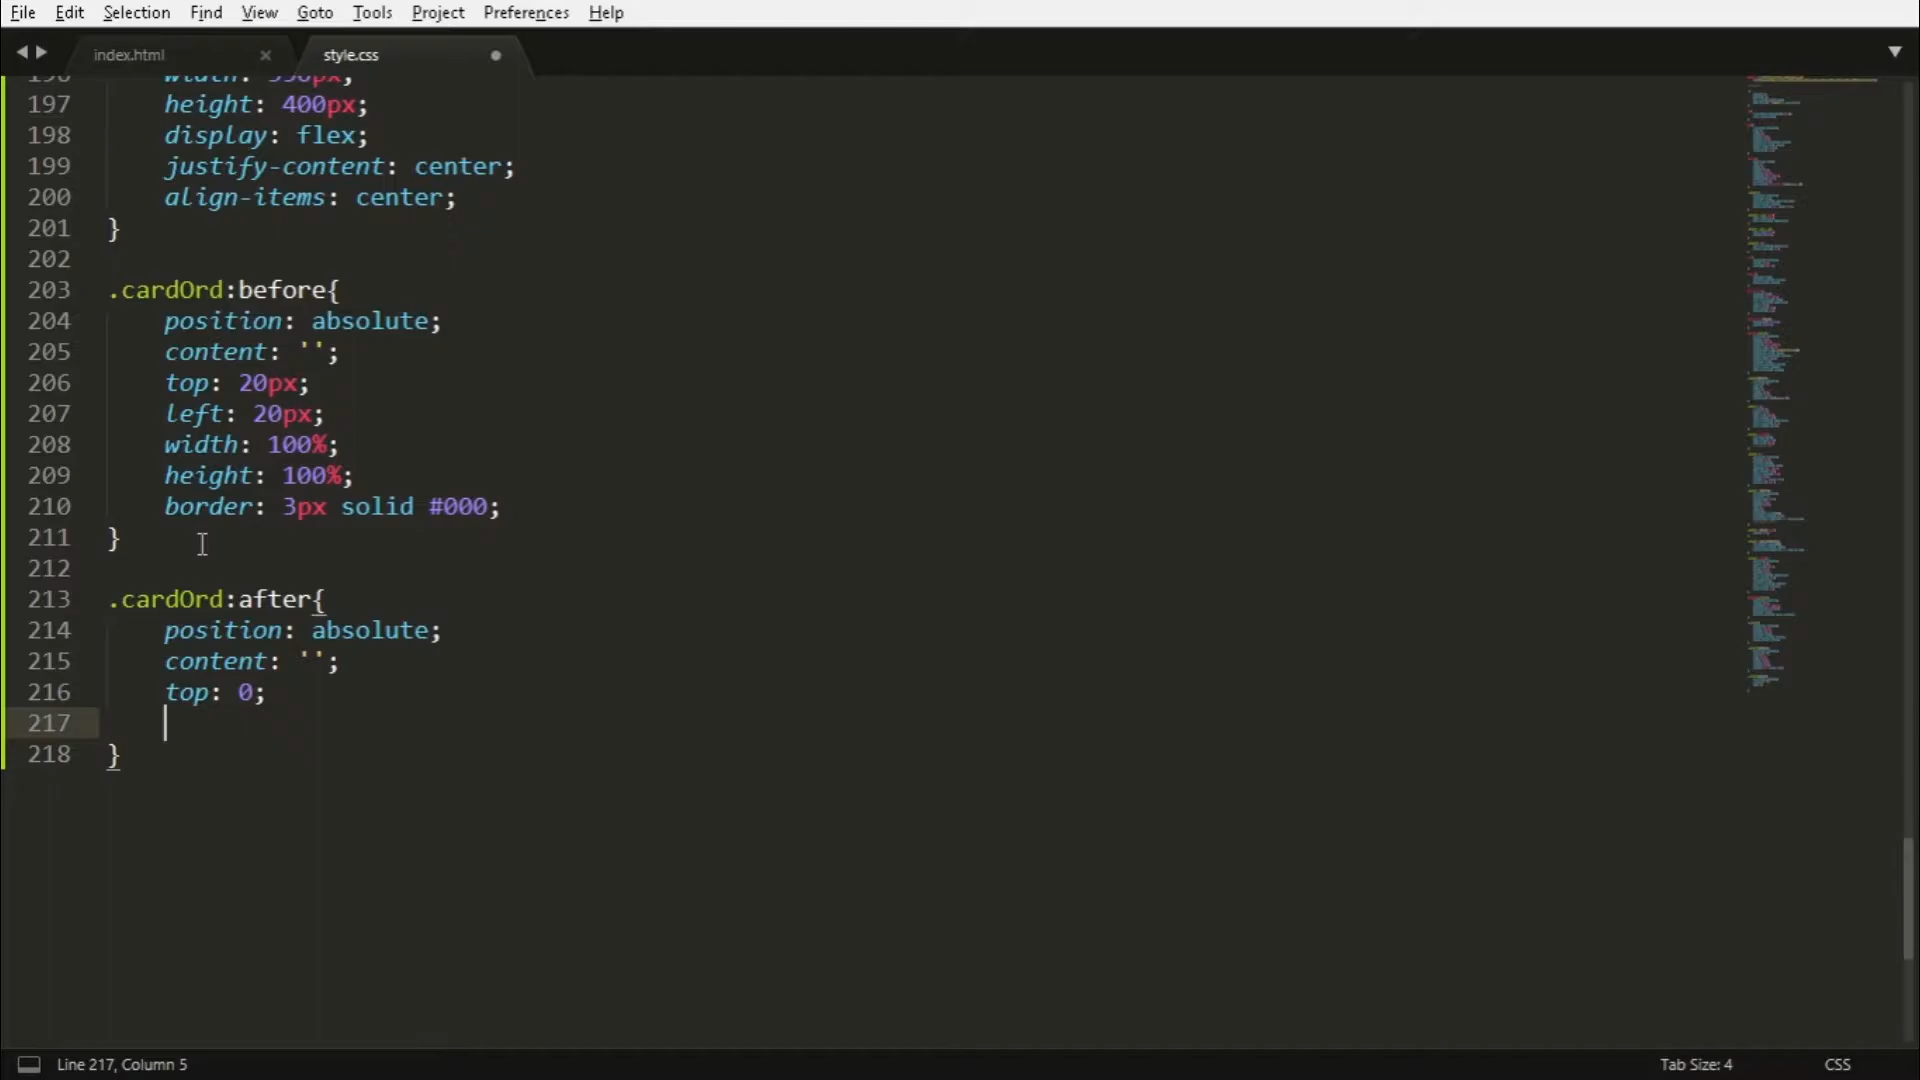 File Edit Selection Find View Goto Tools Project Preferences Help
index.html × style.css
197 height: 400px;
198 display: flex;
199 justify-content: center;
200 align-items: center;
201 }
202
203 .cardOrd:before{
204 position: absolute;
205 content: '';
206 top: 20px;
207 left: 20px;
208 width: 100%;
209 height: 100%;
210 border: 3px solid #000;
211 }
212
213 .cardOrd:after{
214 position: absolute;
215 content: '';
216 top: 0;
217
218 }
Line 217, Column 5 Tab Size: 4 CSS